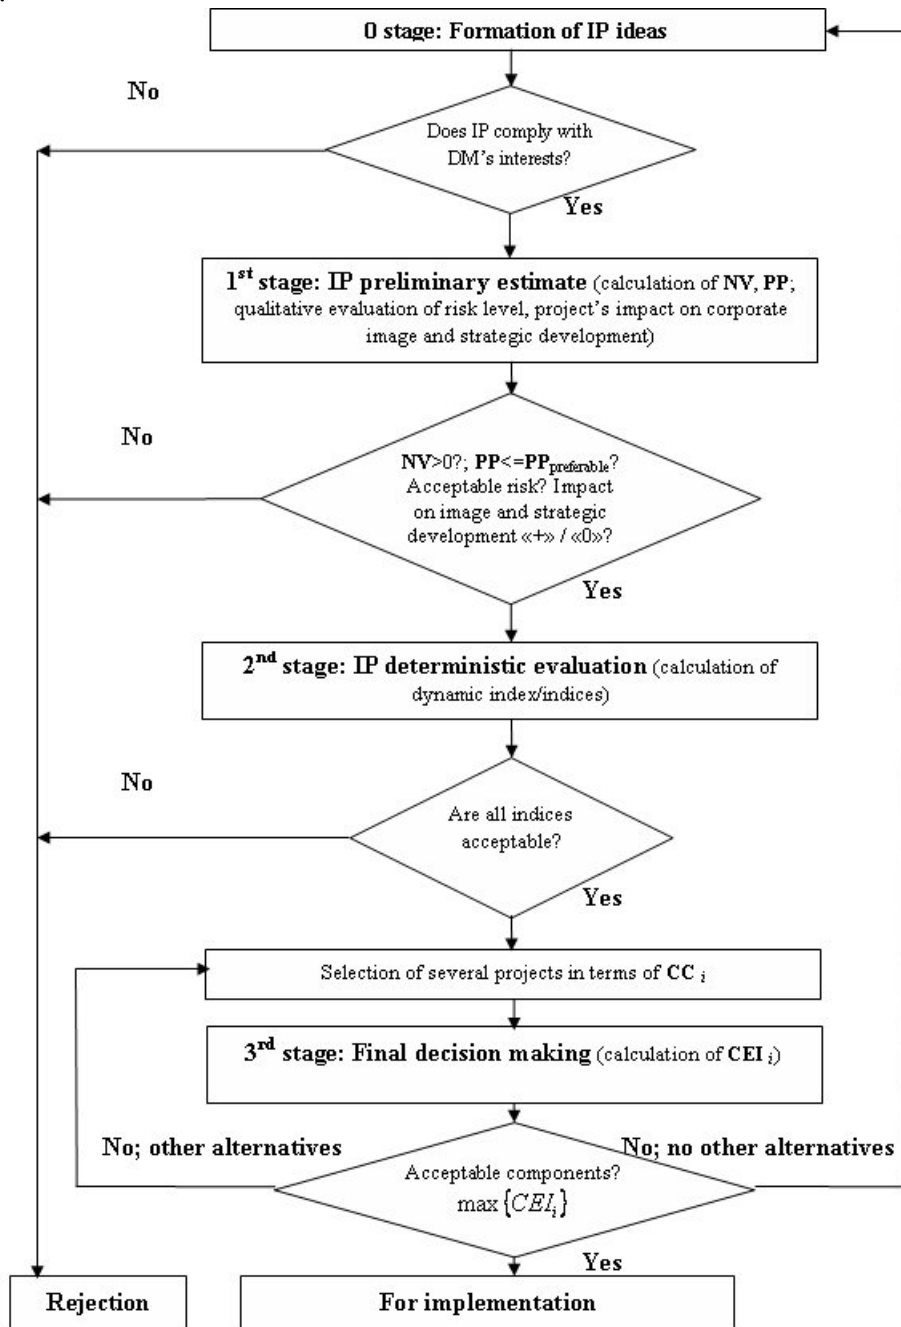 0 stage: Formation of IP ideas
No
Does IP comply with
DM's interests?
Yes
1st stage: IP preliminary estimate (calculation of NV, PP;
qualitative evaluation of risk level, project's impact on corporate
image and strategic development)
No
NV>0?; PP<=PPpreferable?
Acceptable risk? Impact
on image and strategic
development «+» / «0»?
Yes
2nd stage: IP deterministic evaluation (calculation of
dynamic index/indices)
No
Are all indices
acceptable?
Yes
Selection of several projects in terms of CC i
3rd stage: Final decision making (calculation of CEI i)
No; other alternatives
No; no other alternatives
Acceptable components?
max {CEIi}
Yes
Rejection
For implementation